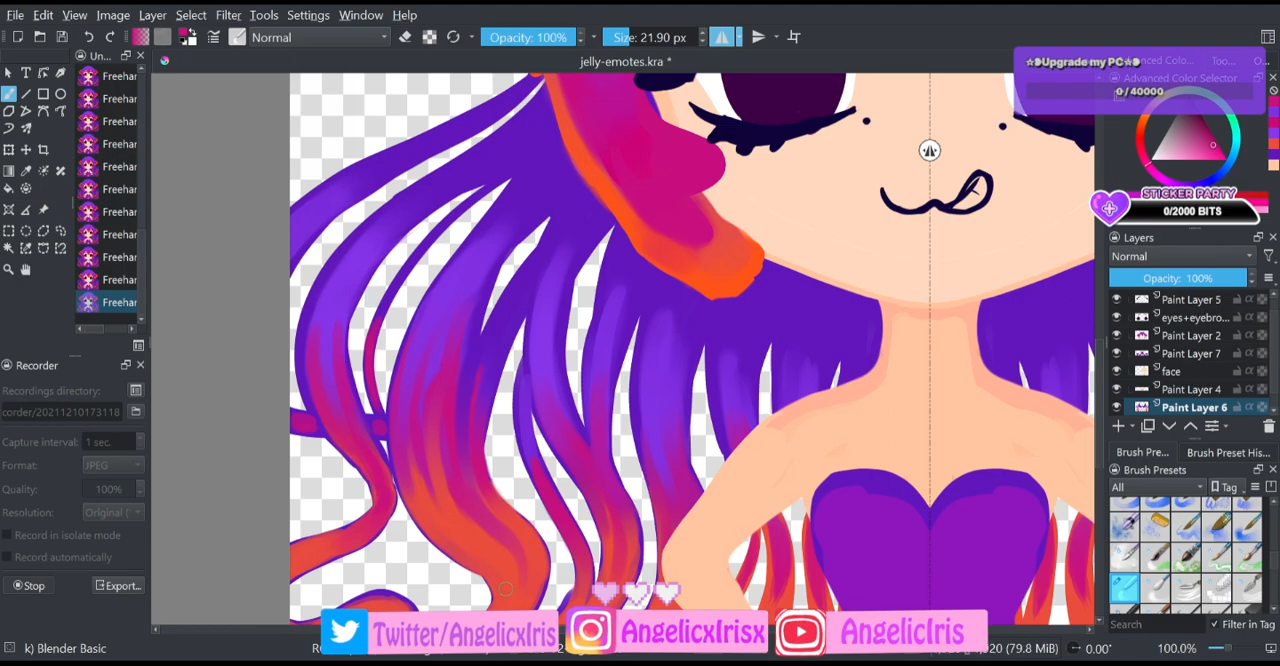 File Edit View Image Layer Select Filter Tools Settings Window Help
Normal Opacity: 100% Size: 21.90 px
Un... jelly-emotes.kra *
☆❥Upgrade my PC☆❥
0 / 40000
Advanced Color Selector
STICKER PARTY
0/2000 BITS
Freehar
Freehar
Freehar
Freehar
Freehar
Freehar
Freehar
Freehar
Freehar
Freehar
Freehar
Layers
Normal
Opacity: 100%
Paint Layer 5
eyes+eyebro...
Paint Layer 2
Paint Layer 7
face
Paint Layer 4
Paint Layer 6
Recorder
Recordings directory:
corder/20211210173118
Capture interval: 1 sec.
Format: JPEG
Quality: 100%
Resolution: Original (
Record in isolate mode
Record automatically
Stop Export...
Brush Pre... Brush Preset His...
Brush Presets
All Tag
Search Filter in Tag
Twitter/AngelicxIris AngelicxIrisx AngelicIris
k) Blender Basic (79.8 MiB) 0.00° 100.0%